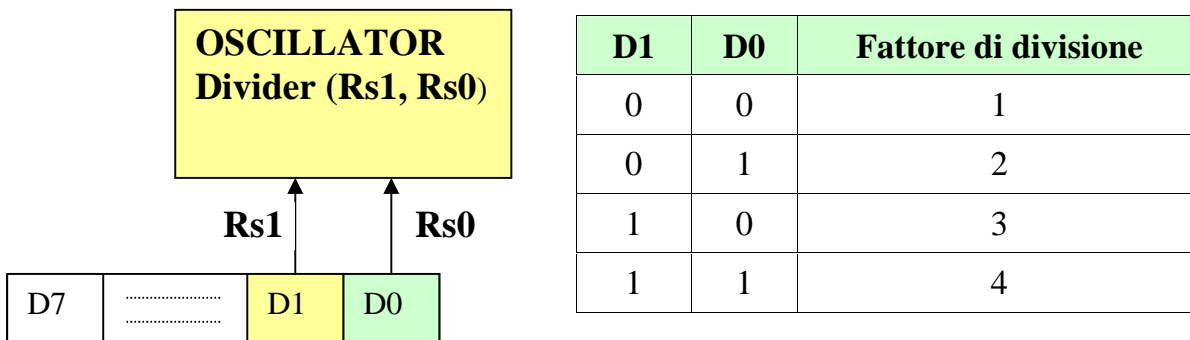 OSCILLATOR
Divider (Rs1, Rs0)
Rs1 Rs0
D7 ........................ D1 D0
........................
D1 D0 Fattore di divisione
0 0 1
0 1 2
1 0 3
1 1 4